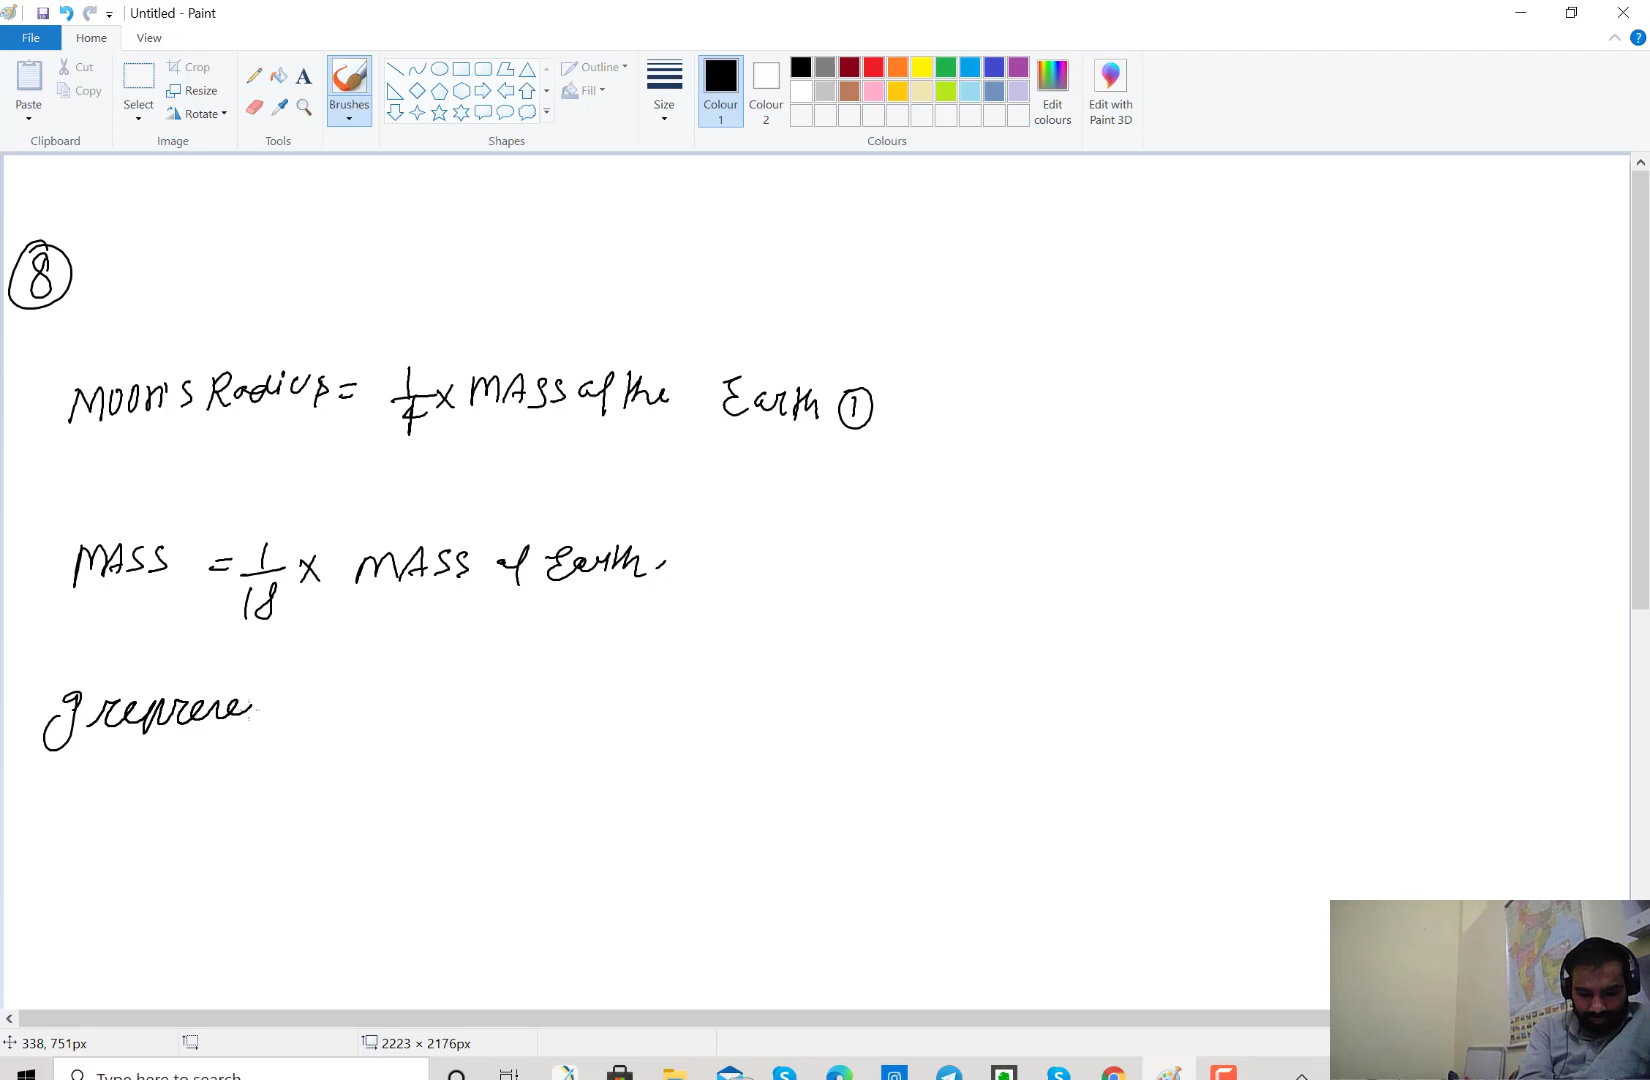 Untitled - Paint
File Home View
Paste
Cut
Copy
Clipboard
Select
Crop
Resize
Rotate
Image
Tools
Brushes
Shapes
Outline
Fill
Size
Colour 1
Colour 2
Edit colours
Edit with Paint 3D
Colours
8
Moon's Radius = 1/4 x MASS of the Earth ①
MASS = 1/18 x MASS of Earth.
g represe
338, 751px
2223 × 2176px
Type here to search